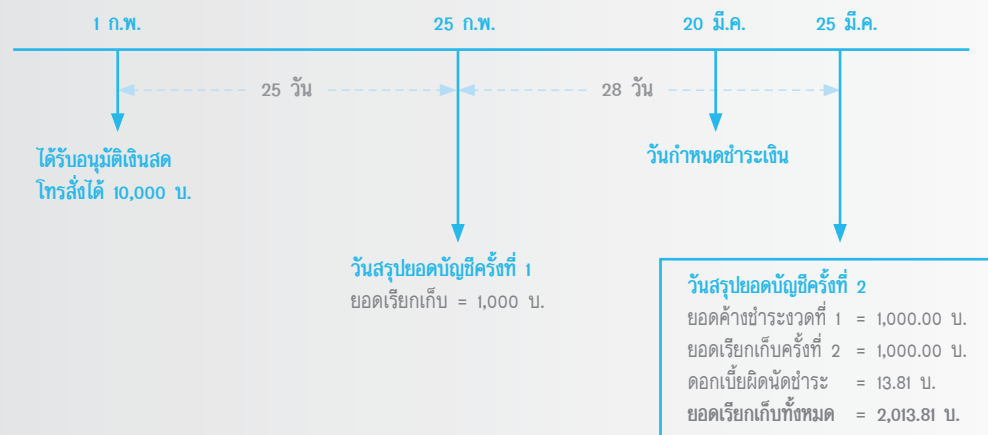 1 ก.พ. 25 ก.พ. 20 มี.ค. 25 มี.ค.
25 วัน 28 วัน
ได้รับอนุมัติเงินสด
โทรสั่งได้ 10,000 บ.
วันกำหนดชำระเงิน
วันสรุปยอดบัญชีครั้งที่ 1
ยอดเรียกเก็บ = 1,000 บ.
วันสรุปยอดบัญชีครั้งที่ 2
ยอดค้างชำระงวดที่ 1 = 1,000.00 บ.
ยอดเรียกเก็บครั้งที่ 2 = 1,000.00 บ.
ดอกเบี้ยผิดนัดชำระ = 13.81 บ.
ยอดเรียกเก็บทั้งหมด = 2,013.81 บ.